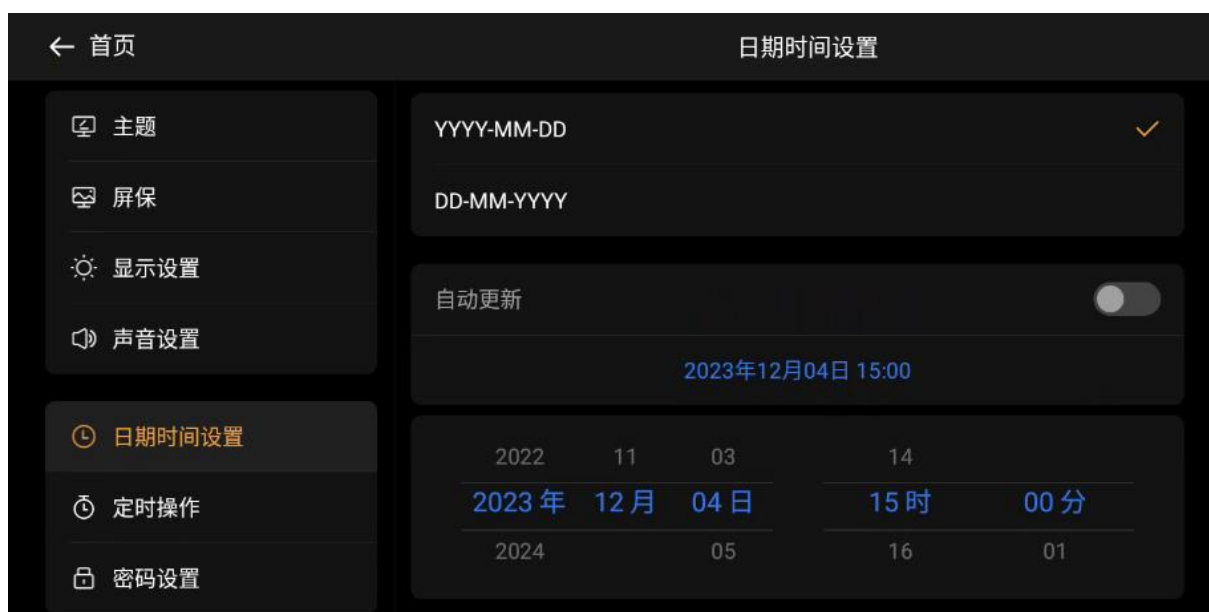 首页
日期时间设置
主题
屏保
显示设置
声音设置
日期时间设置
定时操作
密码设置
YYYY-MM-DD
DD-MM-YYYY
自动更新
2023年12月04日 15:00
2022 11 03 14
2023 年 12 月 04 日 15 时 00 分
2024 05 16 01